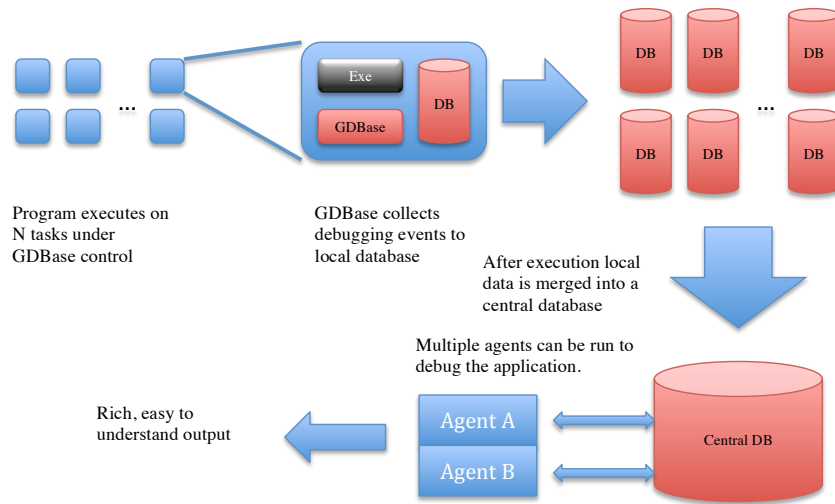 Exe
GDBase
DB
...
DB
DB
DB
...
DB
DB
DB
Program executes on
N tasks under
GDBase control
GDBase collects
debugging events to
local database
After execution local
data is merged into a
central database
Multiple agents can be run to
debug the application.
Rich, easy to
understand output
Agent A
Agent B
Central DB